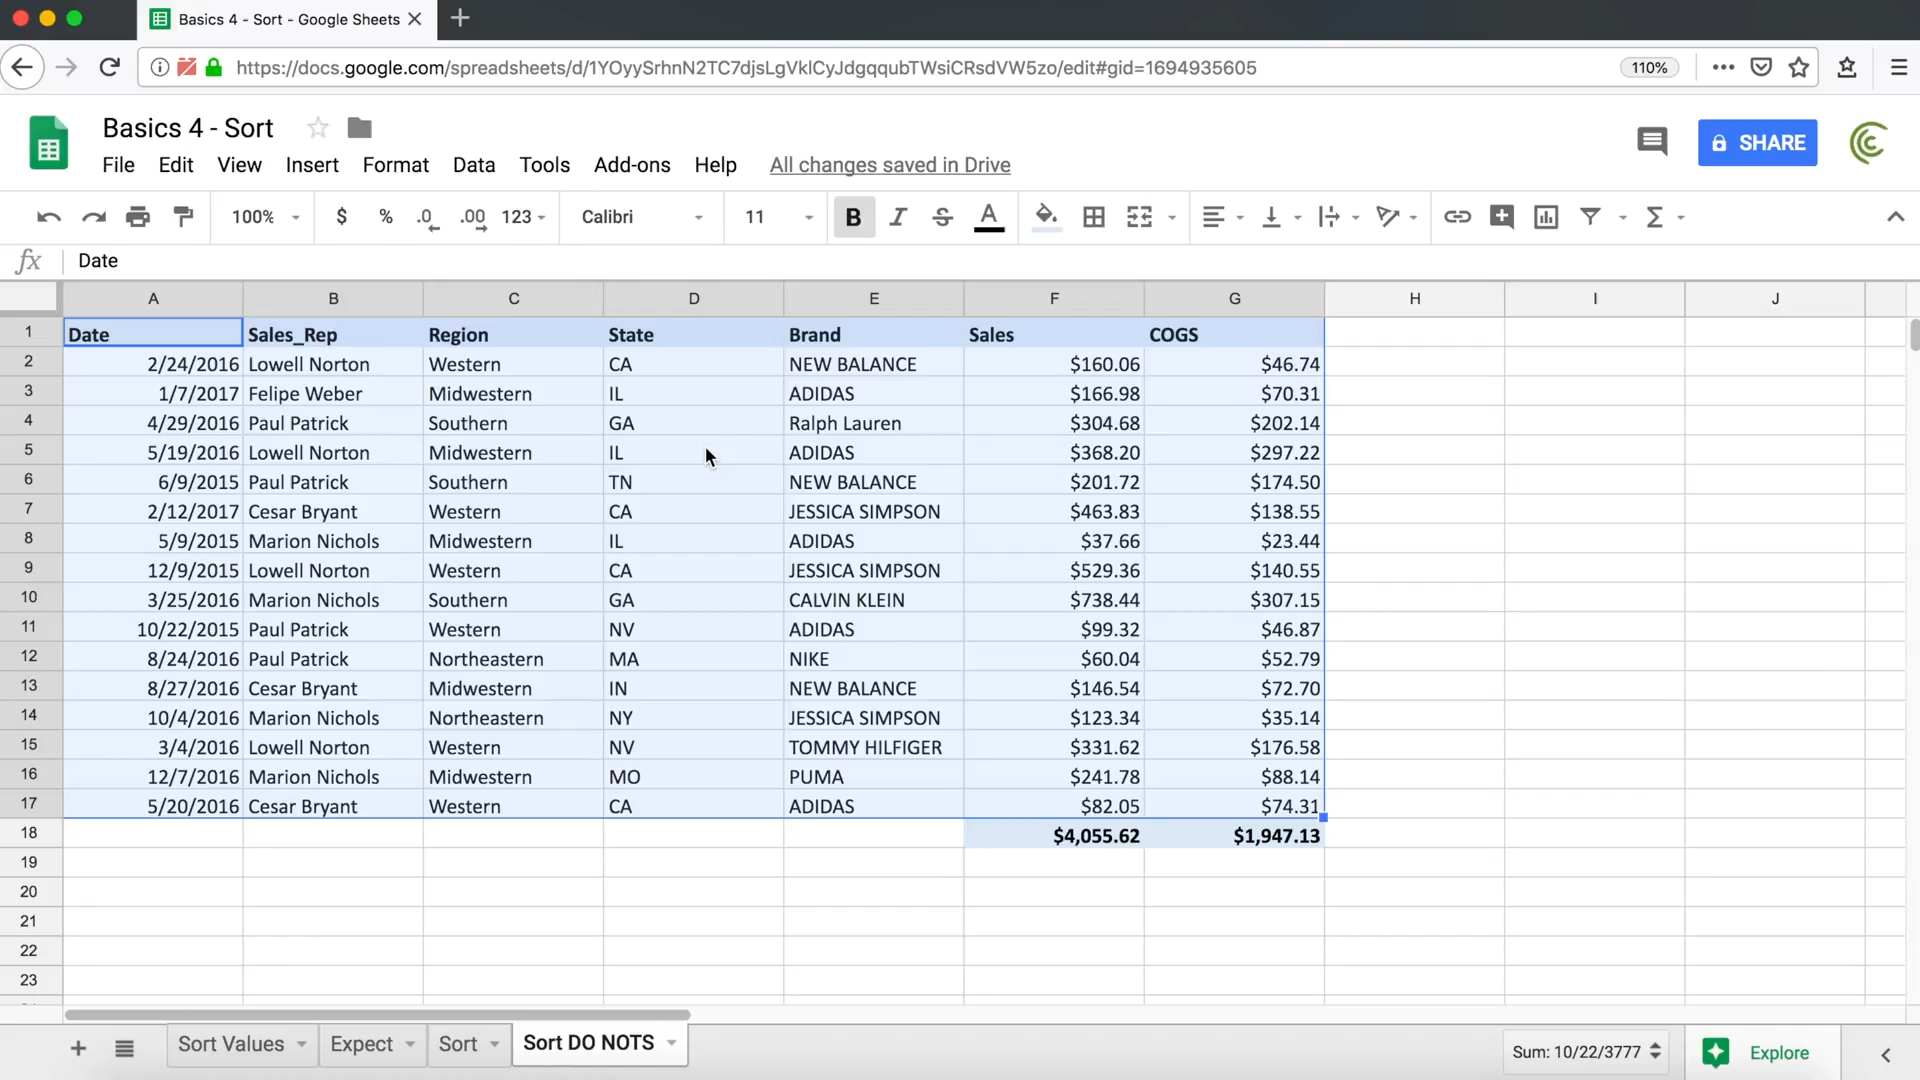 Basics 4 - Sort - Google Sheets
https://docs.google.com/spreadsheets/d/1YOyySrhnN2TC7djsLgVklCyJdgqqubTWsiCRsdVW5zo/edit#gid=1694935605 110%
Basics 4 - Sort
SHARE
File Edit View Insert Format Data Tools Add-ons Help All changes saved in Drive
100% $ % .0 .00 123 Calibri 11 B I S A Σ
fx Date
A B C D E F G H I J
1 Date Sales_Rep Region State Brand Sales COGS
2 2/24/2016 Lowell Norton Western CA NEW BALANCE $160.06 $46.74
3 1/7/2017 Felipe Weber Midwestern IL ADIDAS $166.98 $70.31
4 4/29/2016 Paul Patrick Southern GA Ralph Lauren $304.68 $202.14
5 5/19/2016 Lowell Norton Midwestern IL ADIDAS $368.20 $297.22
6 6/9/2015 Paul Patrick Southern TN NEW BALANCE $201.72 $174.50
7 2/12/2017 Cesar Bryant Western CA JESSICA SIMPSON $463.83 $138.55
8 5/9/2015 Marion Nichols Midwestern IL ADIDAS $37.66 $23.44
9 12/9/2015 Lowell Norton Western CA JESSICA SIMPSON $529.36 $140.55
10 3/25/2016 Marion Nichols Southern GA CALVIN KLEIN $738.44 $307.15
11 10/22/2015 Paul Patrick Western NV ADIDAS $99.32 $46.87
12 8/24/2016 Paul Patrick Northeastern MA NIKE $60.04 $52.79
13 8/27/2016 Cesar Bryant Midwestern IN NEW BALANCE $146.54 $72.70
14 10/4/2016 Marion Nichols Northeastern NY JESSICA SIMPSON $123.34 $35.14
15 3/4/2016 Lowell Norton Western NV TOMMY HILFIGER $331.62 $176.58
16 12/7/2016 Marion Nichols Midwestern MO PUMA $241.78 $88.14
17 5/20/2016 Cesar Bryant Western CA ADIDAS $82.05 $74.31
18 $4,055.62 $1,947.13
19
20
21
22
23
Sort Values Expect Sort Sort DO NOTS Sum: 10/22/3777 Explore